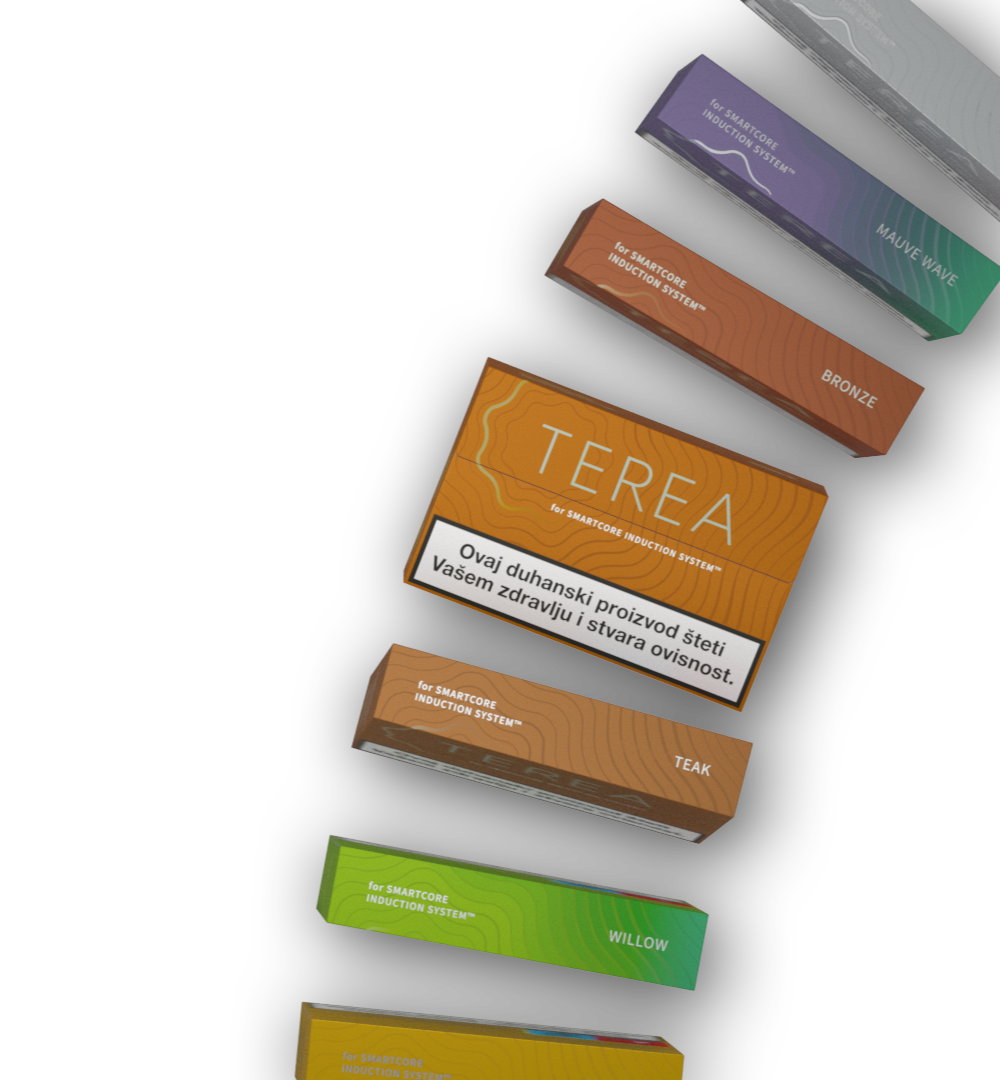 for SMARTCORE
INDUCTION SYSTEM™
MAUVE WAVE
for SMARTCORE
INDUCTION SYSTEM™
BRONZE
TEREA
for SMARTCORE INDUCTION SYSTEM™
Ovaj duhanski proizvod šteti
Vašem zdravlju i stvara ovisnost.
for SMARTCORE
INDUCTION SYSTEM™
TEAK
TEREA
for SMARTCORE
INDUCTION SYSTEM™
WILLOW
for SMARTCORE
INDUCTION SYSTEM™